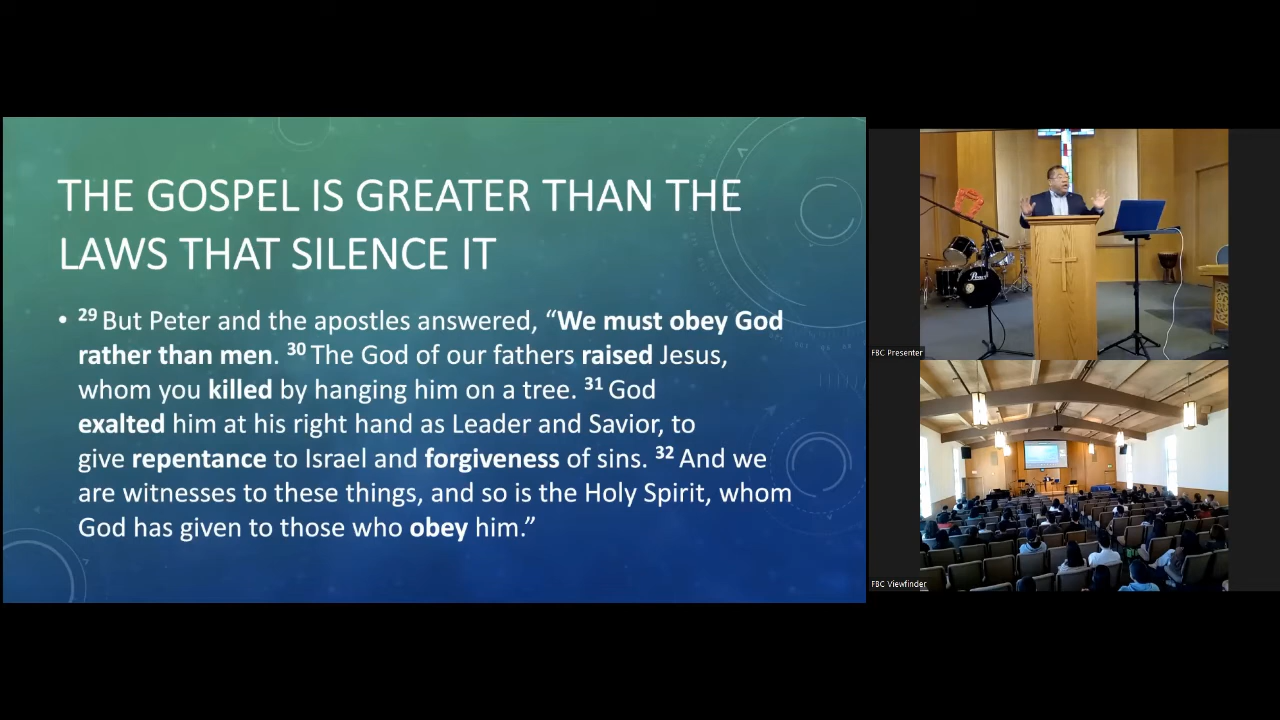 THE GOSPEL IS GREATER THAN THE
LAWS THAT SILENCE IT
• 29 But Peter and the apostles answered, “We must obey God
rather than men. 30 The God of our fathers raised Jesus,
whom you killed by hanging him on a tree. 31 God
exalted him at his right hand as Leader and Savior, to
give repentance to Israel and forgiveness of sins. 32 And we
are witnesses to these things, and so is the Holy Spirit, whom
God has given to those who obey him.”
FBC Presenter
FBC Viewfinder